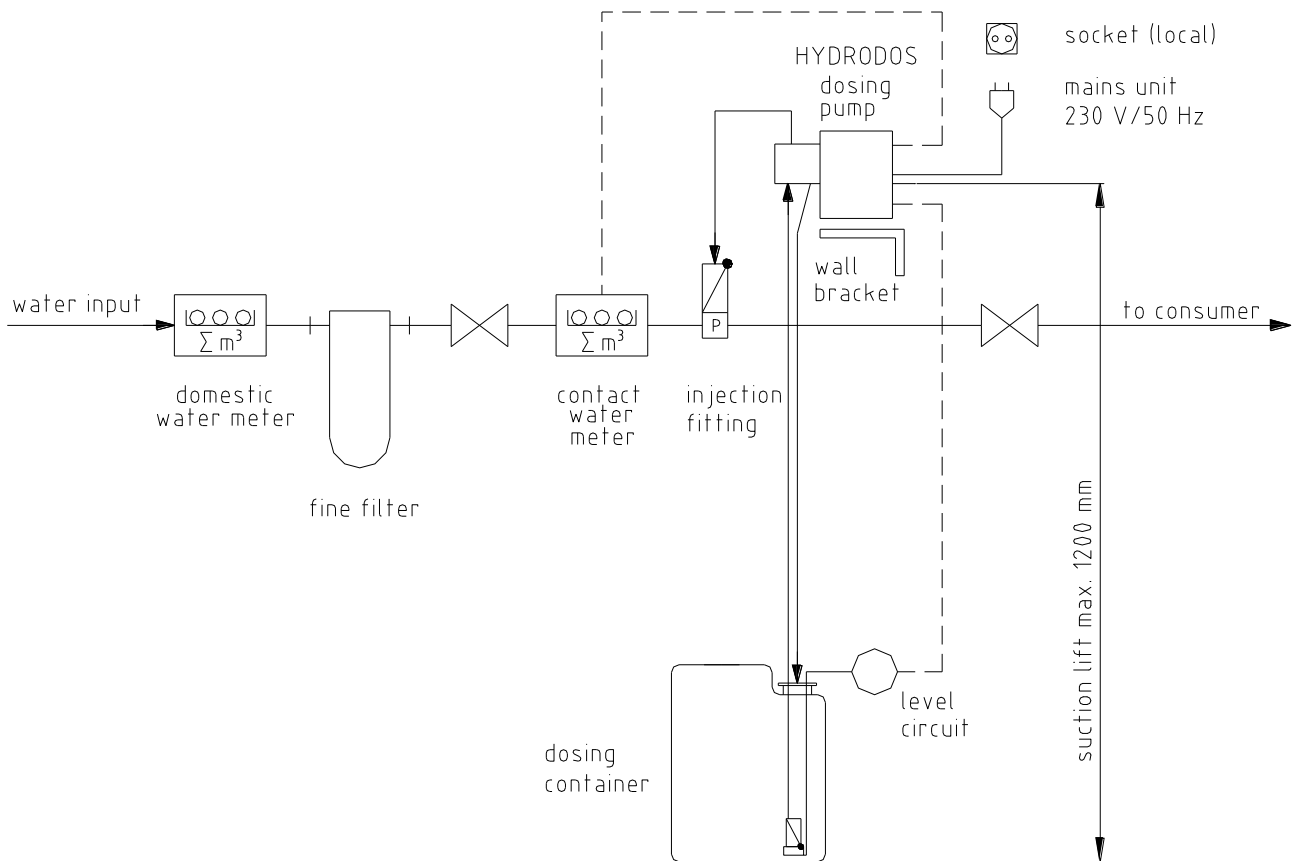 socket (local)
HYDRODOS
dosing
pump
mains unit
230 V/50 Hz
wall
bracket
water input
to consumer
Σ m³
Σ m³
P
domestic
water meter
contact
water
meter
injection
fitting
fine filter
suction lift max. 1200 mm
level
circuit
dosing
container